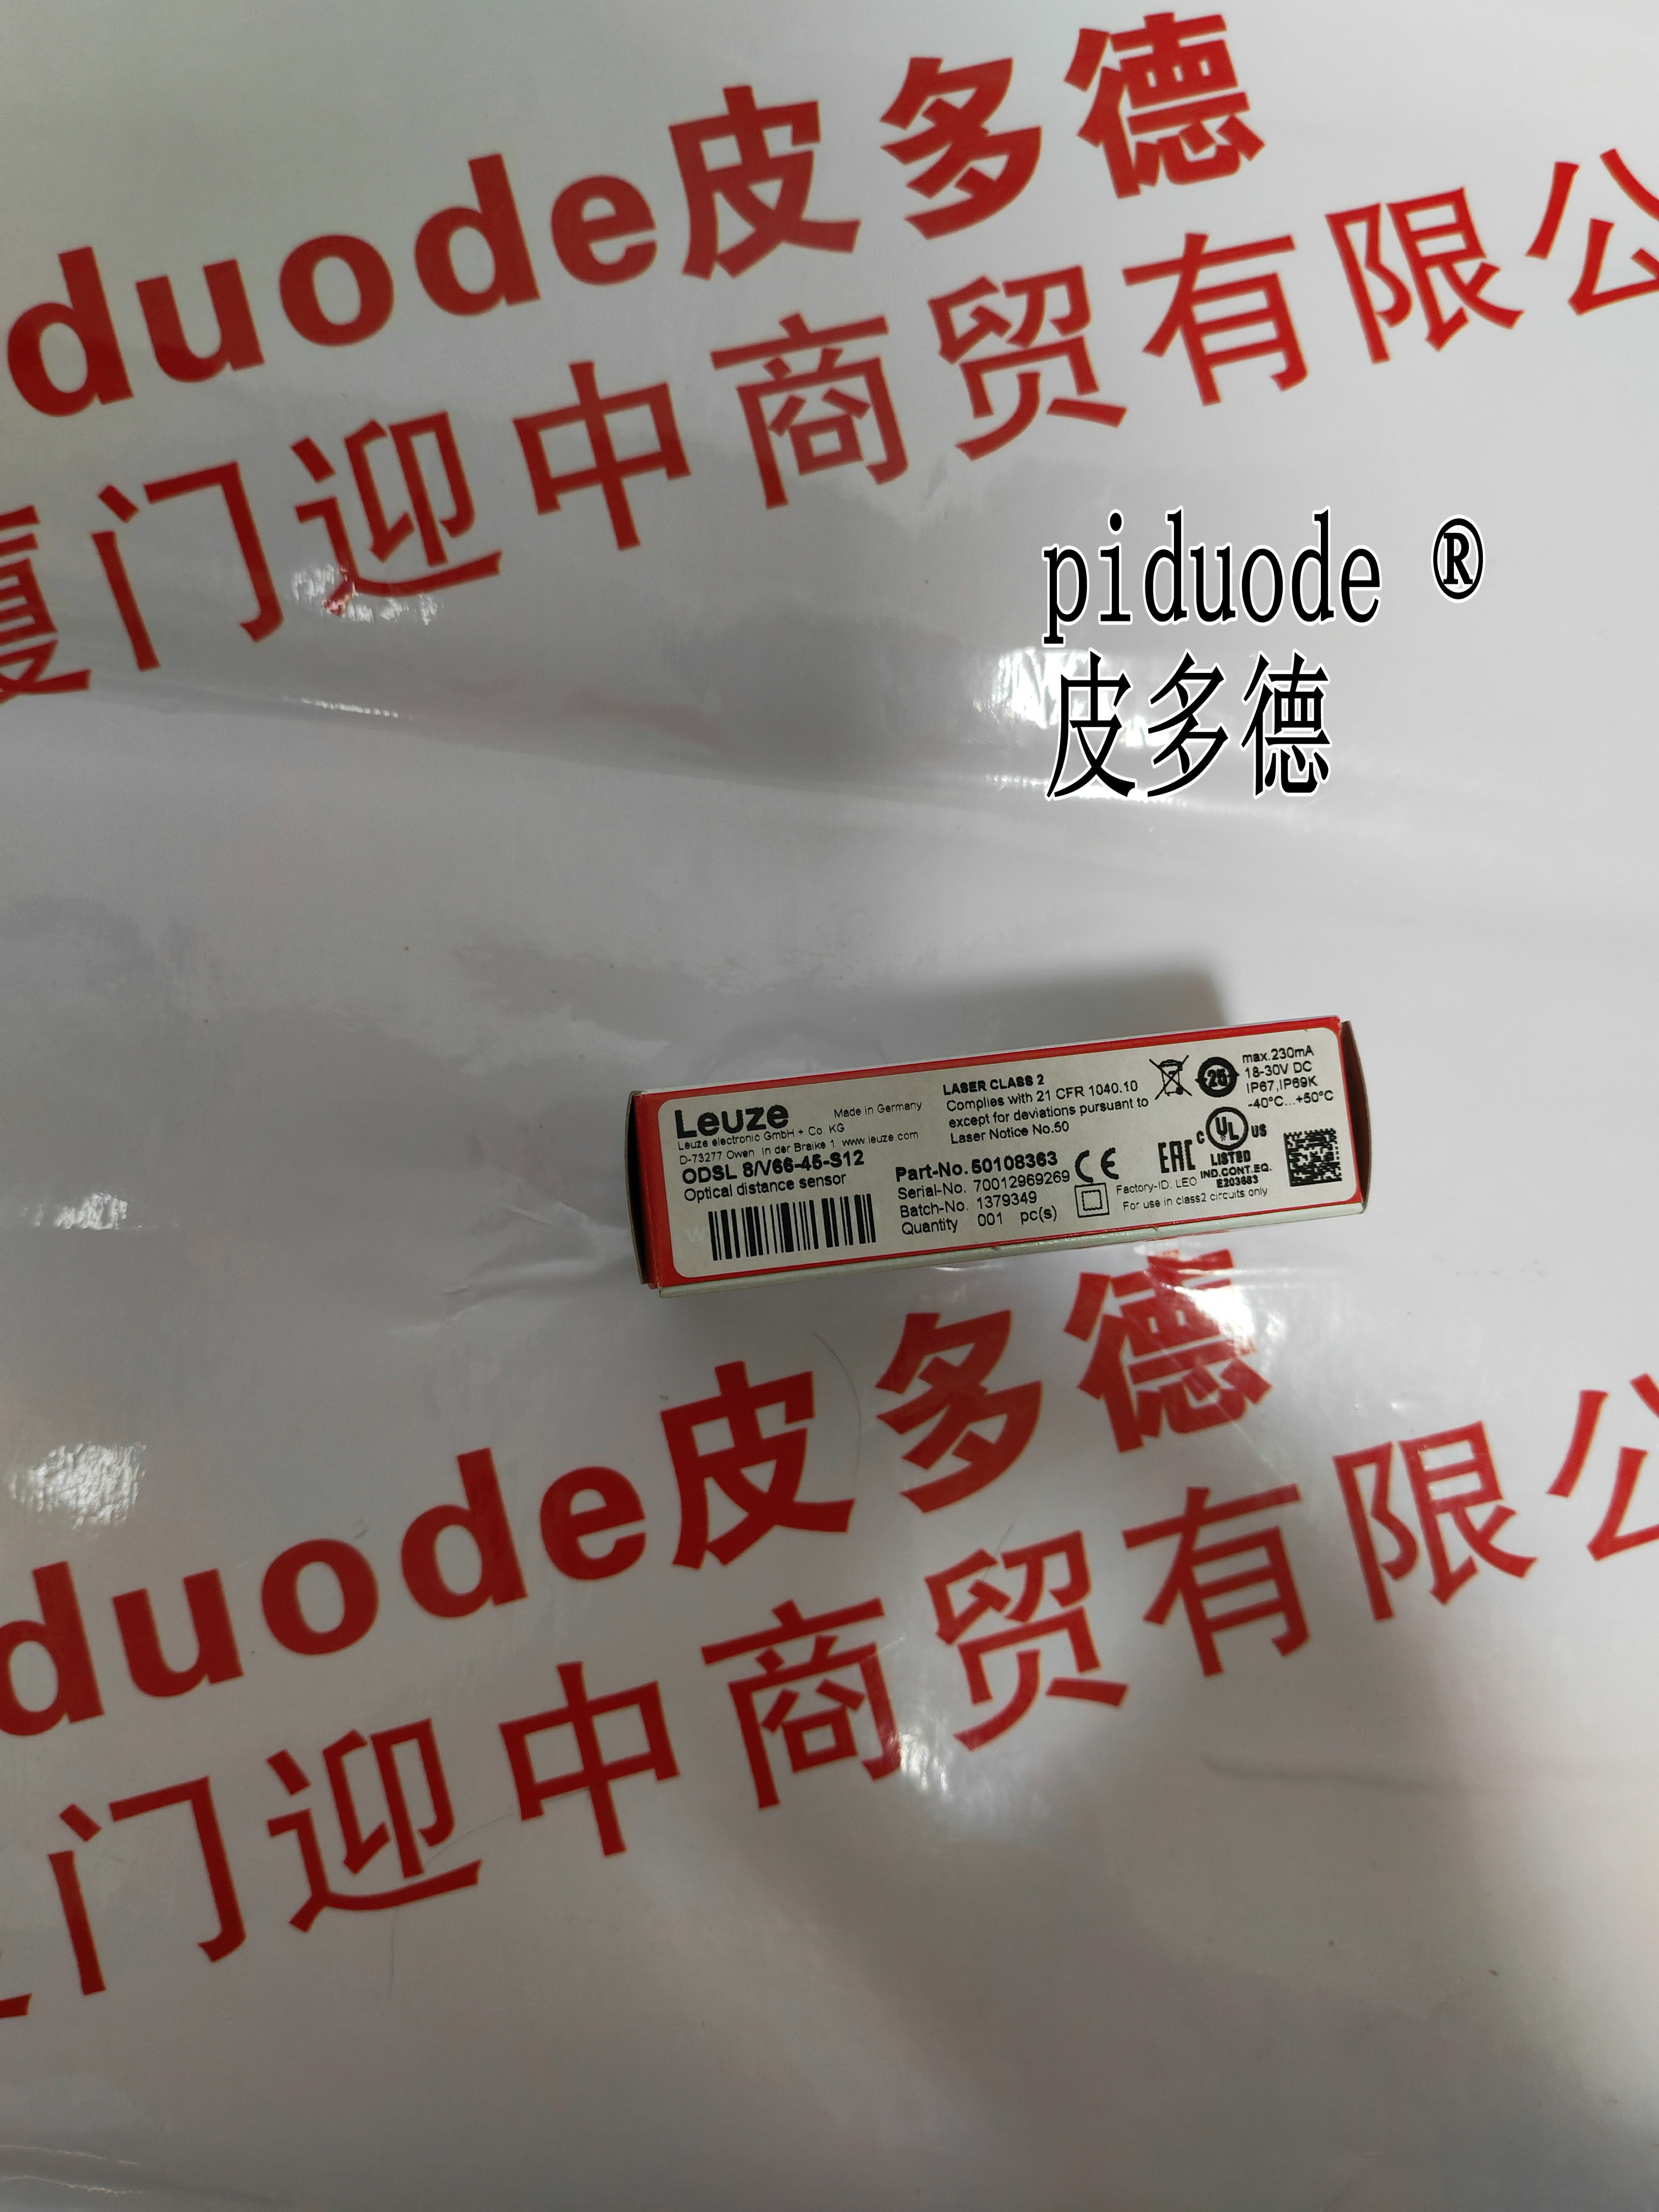 duode皮多德
厦门迎中商贸有限公
piduode ®
皮多德
Leuze
Made in Germany
Leuze electronic GmbH + Co. KG
D-73277 Owen In der Braike 1 www.leuze.com
ODSL 8/V66-45-S12
Optical distance sensor
LASER CLASS 2
Complies with 21 CFR 1040.10
except for deviations pursuant to
Laser Notice No.50
Part-No. 50108363
Serial-No. 70012969269
Batch-No. 1379349
Quantity 001 pc(s)
25
max.230mA
18-30V DC
IP67,IP69K
-40°C...+50°C
CE
EAC
C UL US
LISTED
IND.CONT.EQ.
E203683
Factory-ID: LEO
For use in class2 circuits only
duode皮多德
门迎中商贸有限公